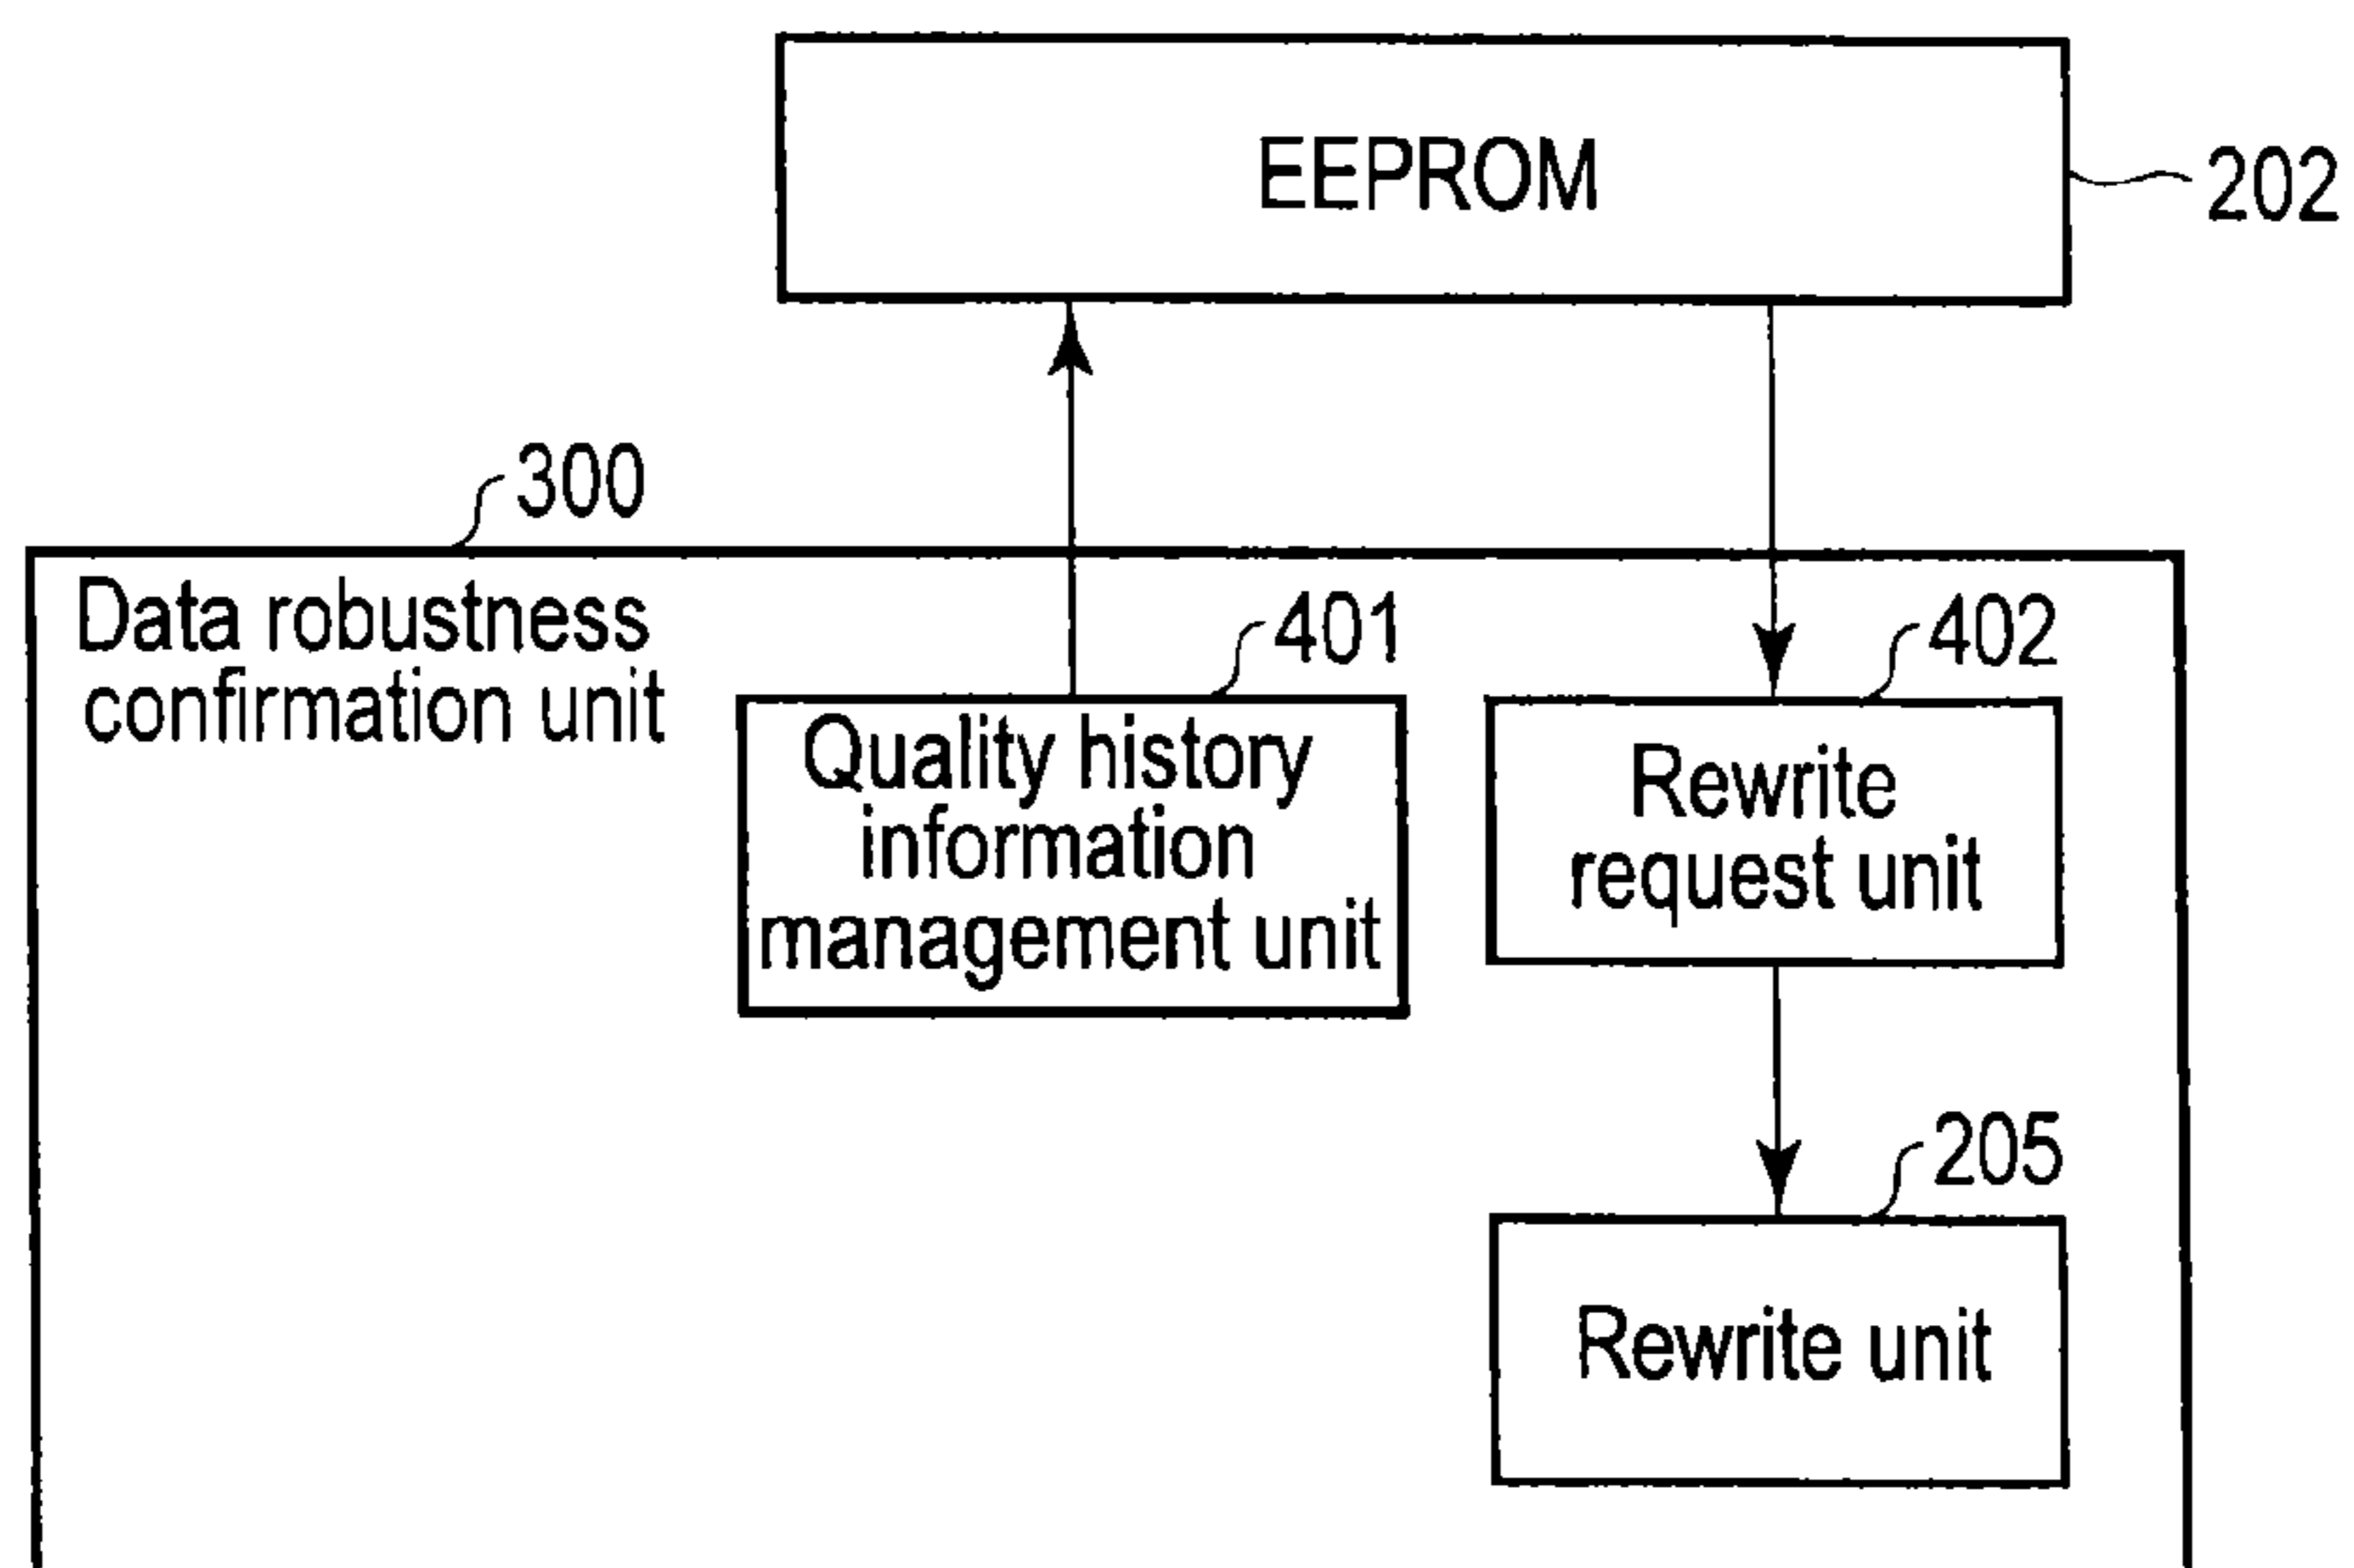 EEPROM
202
300
Data robustness
confirmation unit
401
Quality history
information
management unit
402
Rewrite
request unit
205
Rewrite unit